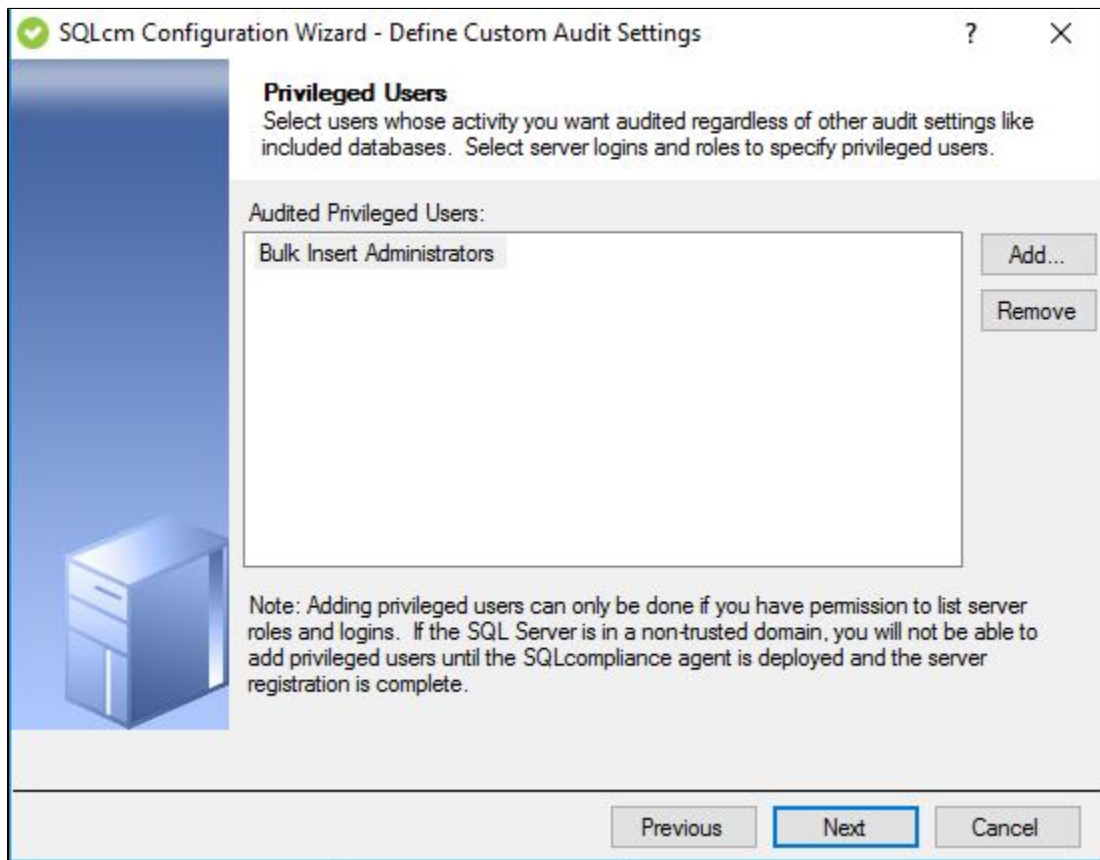 SQLcm Configuration Wizard - Define Custom Audit Settings
?
Privileged Users
Select users whose activity you want audited regardless of other audit settings like
included databases. Select server logins and roles to specify privileged users.
Audited Privileged Users:
Bulk Insert Administrators
Add...
Remove
Note: Adding privileged users can only be done if you have permission to list server
roles and logins. If the SQL Server is in a non-trusted domain, you will not be able to
add privileged users until the SQLcompliance agent is deployed and the server
registration is complete.
Previous
Next
Cancel